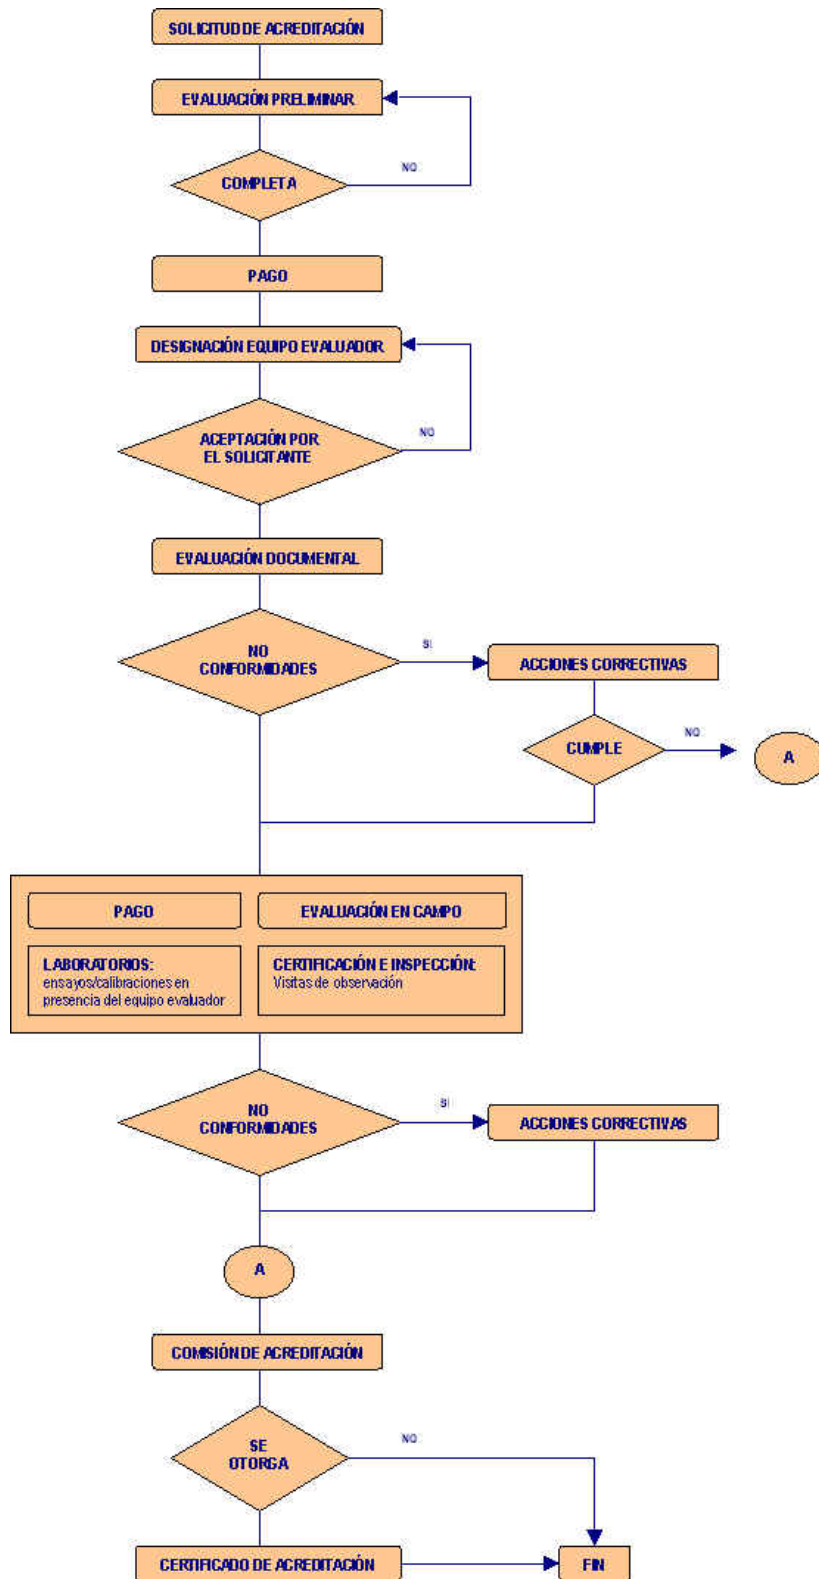 SOLICITUD DE ACREDITACIÓN
EVALUACIÓN PRELIMINAR
NO
COMPLETA
PAGO
DESIGNACIÓN EQUIPO EVALUADOR
NO
ACEPTACIÓN POR
EL SOLICITANTE
EVALUACIÓN DOCUMENTAL
NO
CONFORMIDADES
SI
ACCIONES CORRECTIVAS
CUMPLE
NO
A
PAGO
EVALUACIÓN EN CAMPO
LABORATORIOS:
ensayos/calibraciones en
presencia del equipo evaluador
CERTIFICACIÓN E INSPECCIÓN:
Visitas de observación
NO
CONFORMIDADES
SI
ACCIONES CORRECTIVAS
A
COMISIÓN DE ACREDITACIÓN
SE
OTORGA
NO
CERTIFICADO DE ACREDITACIÓN
FIN